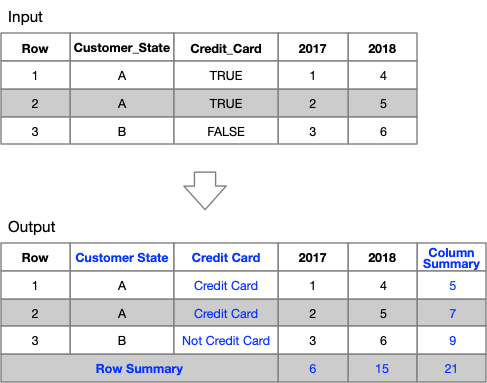 Input
Row Customer_State Credit_Card 2017 2018
1 A TRUE 1 4
2 A TRUE 2 5
3 B FALSE 3 6
Output
Row Customer State Credit Card 2017 2018 Column Summary
1 A Credit Card 1 4 5
2 A Credit Card 2 5 7
3 B Not Credit Card 3 6 9
Row Summary 6 15 21